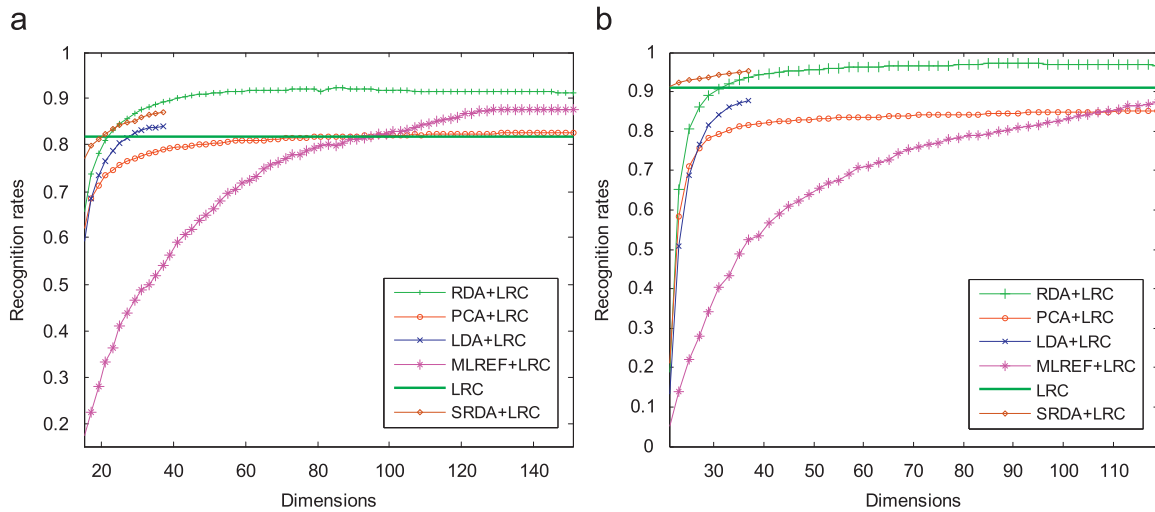 a
1
0.9
0.8
0.7
0.6
0.5
0.4
0.3
0.2
Recognition rates
20 40 60 80 100 120 140
Dimensions
RDA+LRC
PCA+LRC
LDA+LRC
MLREF+LRC
LRC
SRDA+LRC
b
1
0.9
0.8
0.7
0.6
0.5
0.4
0.3
0.2
0.1
0
Recognition rates
30 40 50 60 70 80 90 100 110
Dimensions
RDA+LRC
PCA+LRC
LDA+LRC
MLREF+LRC
LRC
SRDA+LRC